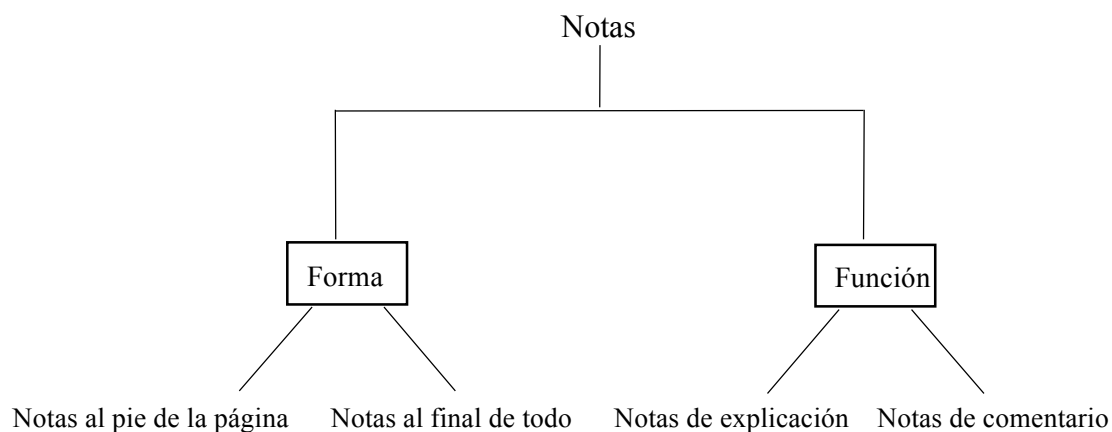 Notas
Forma
Función
Notas al pie de la página
Notas al final de todo
Notas de explicación
Notas de comentario